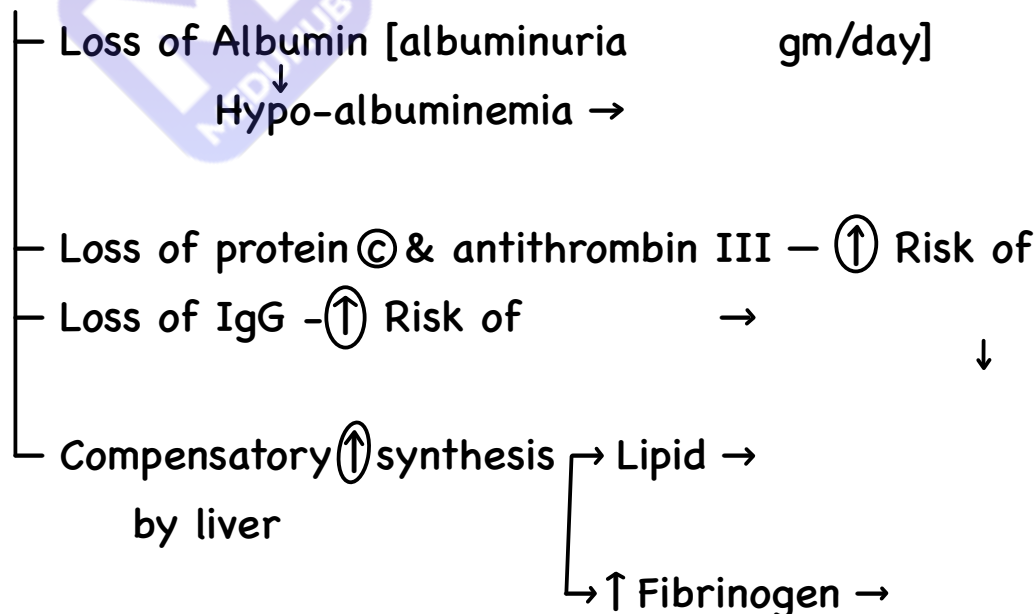 Loss of Albumin [albuminuria gm/day]
↓
Hypo-albuminemia →
Loss of protein Ⓒ & antithrombin III – ↑ Risk of
Loss of IgG -↑ Risk of →
↓
Compensatory ↑ synthesis → Lipid →
by liver
→ ↑ Fibrinogen →